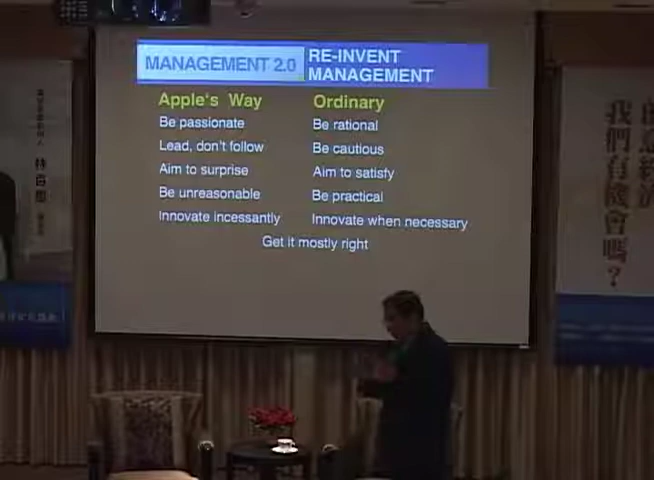 MANAGEMENT 2.0
RE-INVENT
MANAGEMENT
Apple's Way
Ordinary
Be passionate
Be rational
Lead, don't follow
Be cautious
Aim to surprise
Aim to satisfy
Be unreasonable
Be practical
Innovate incessantly
Innovate when necessary
Get it mostly right
我們有機會嗎?